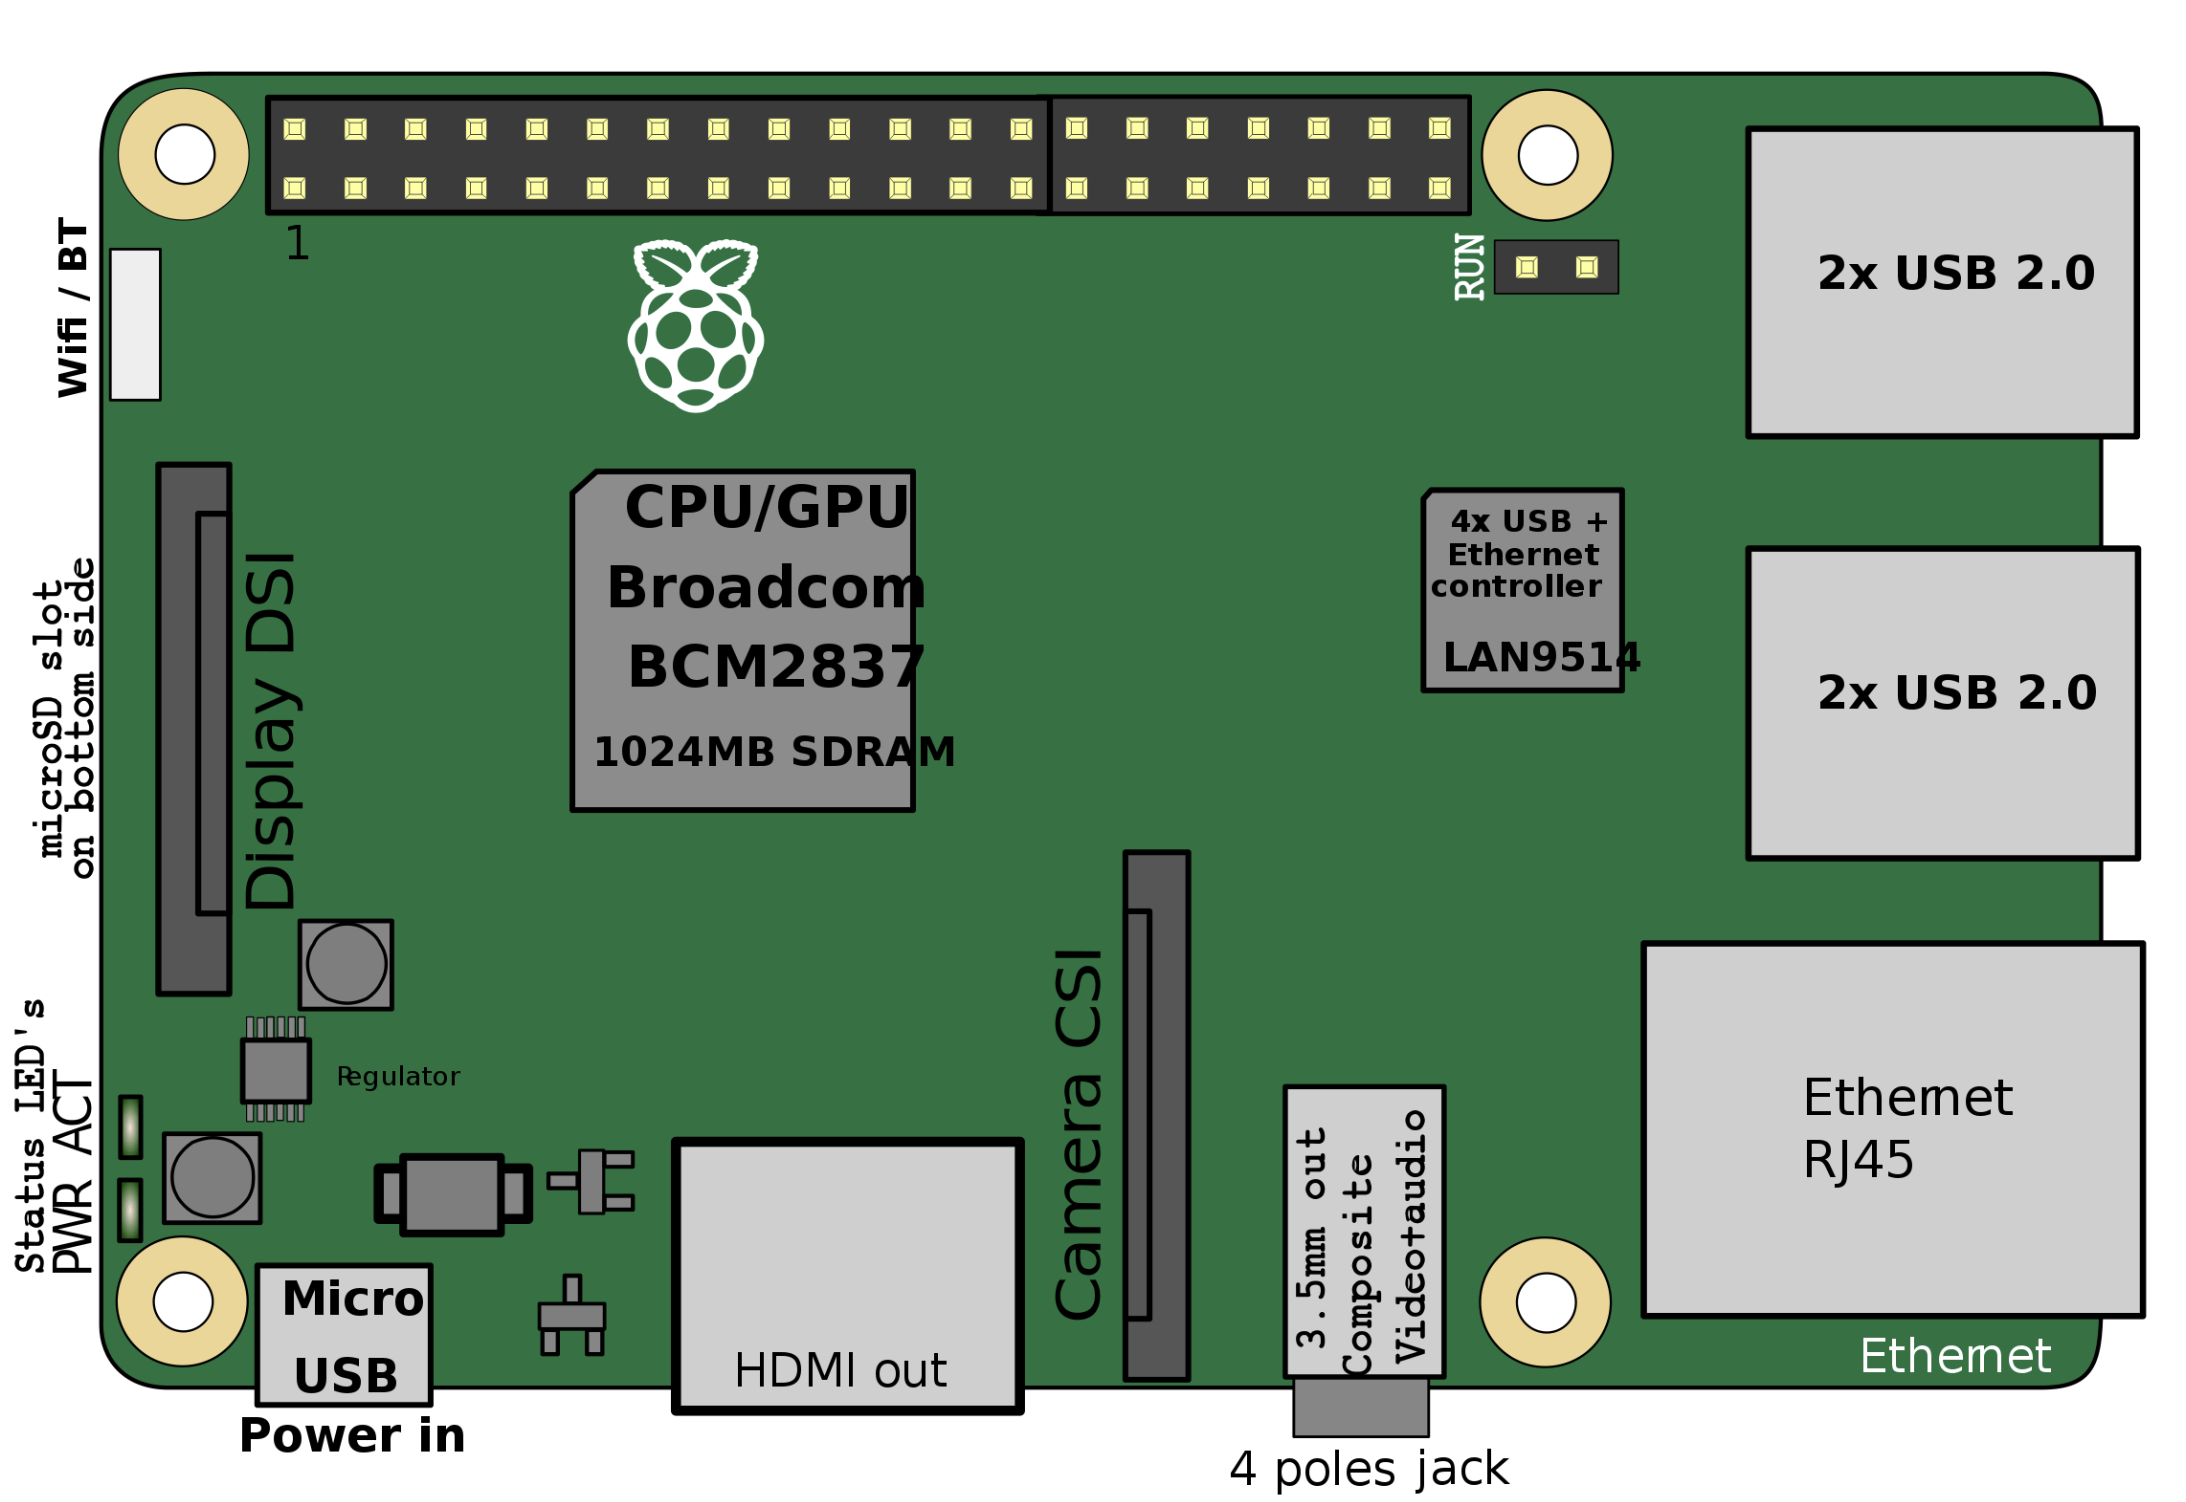 1
RUN
Wifi / BT
2x USB 2.0
CPU/GPU
Broadcom
BCM2837
1024MB SDRAM
4x USB +
Ethernet
controller
LAN9514
2x USB 2.0
microSD slot
on bottom side
Display DSI
Camera CSI
Status LED's
PWR ACT
Regulator
Ethernet
RJ45
3.5mm out
Composite
Video+audio
Micro
USB
HDMI out
Ethernet
Power in
4 poles jack